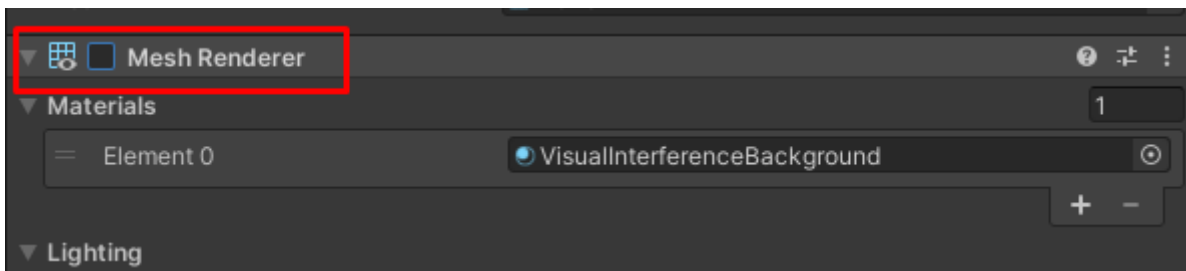 Mesh Renderer
Materials 1
Element 0 VisualInterferenceBackground
Lighting